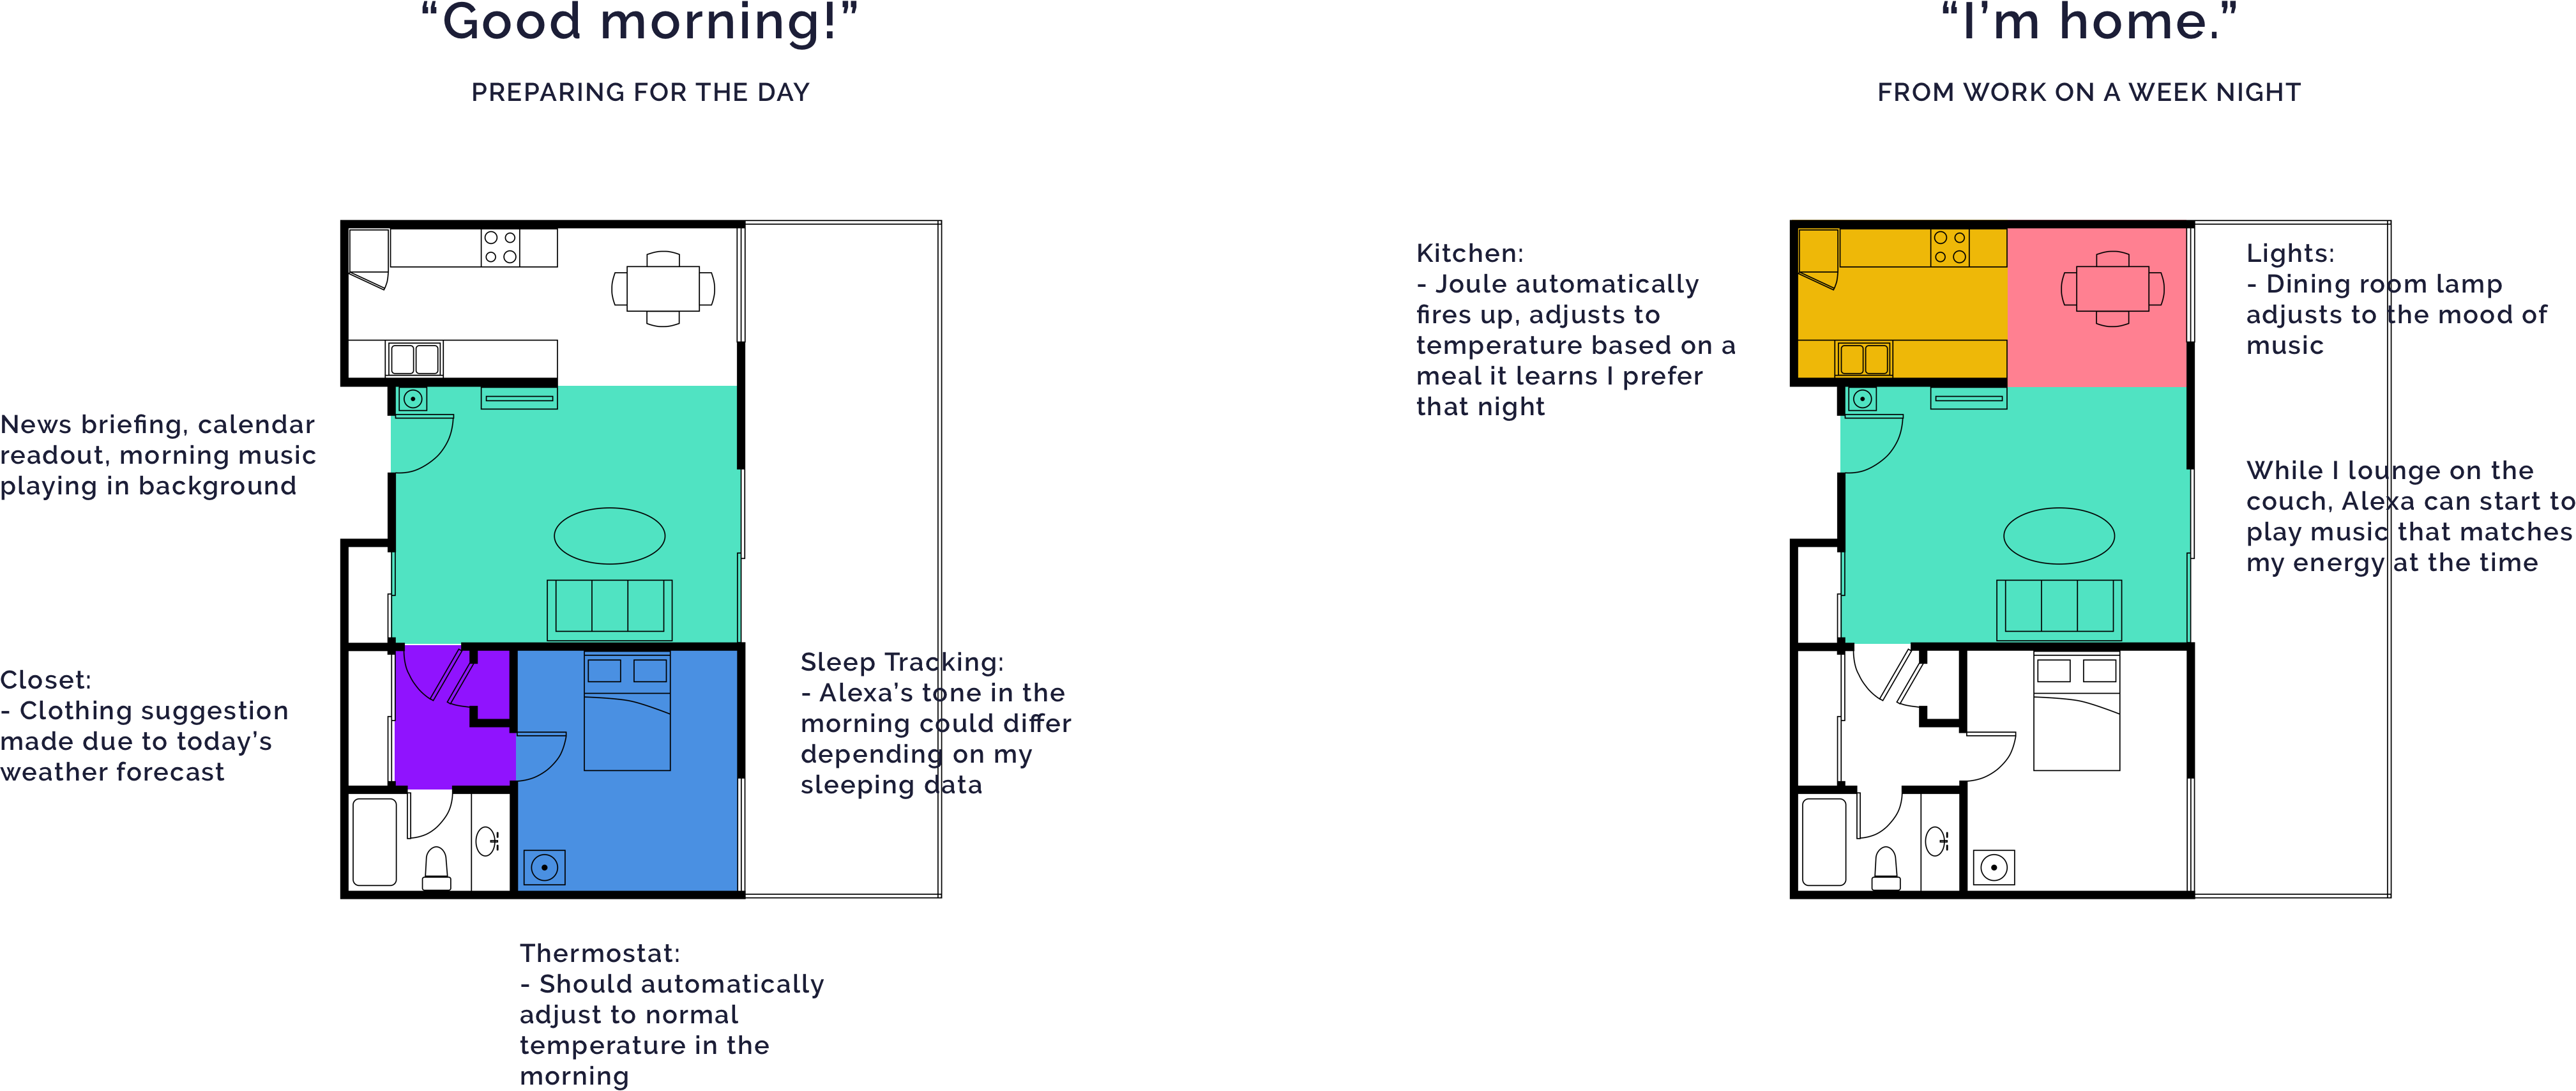 “Good morning!”
PREPARING FOR THE DAY
News briefing, calendar
readout, morning music
playing in background
Closet:
- Clothing suggestion
made due to today’s
weather forecast
Sleep Tracking:
- Alexa’s tone in the
morning could differ
depending on my
sleeping data
Thermostat:
- Should automatically
adjust to normal
temperature in the
morning
“I’m home.”
FROM WORK ON A WEEK NIGHT
Kitchen:
- Joule automatically
fires up, adjusts to
temperature based on a
meal it learns I prefer
that night
Lights:
- Dining room lamp
adjusts to the mood of
music
While I lounge on the
couch, Alexa can start to
play music that matches
my energy at the time